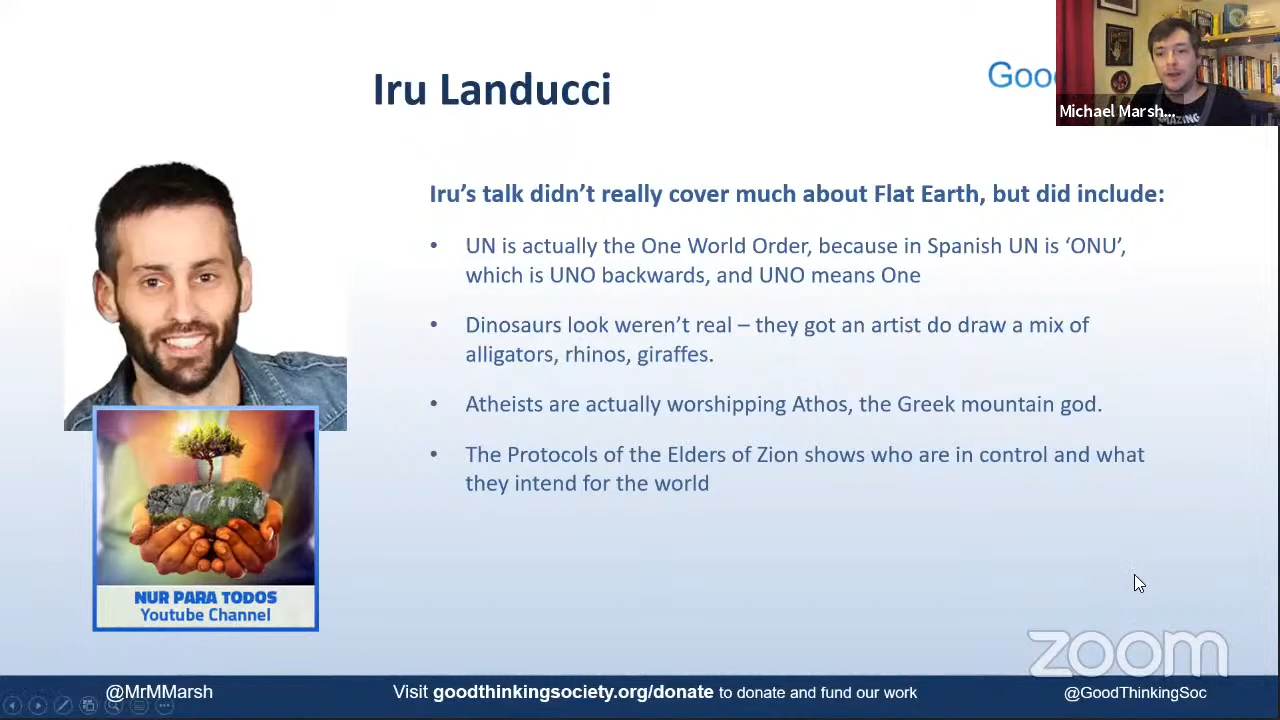 Iru Landucci
Michael Marsh...
AMAZING
Iru's talk didn't really cover much about Flat Earth, but did include:
• UN is actually the One World Order, because in Spanish UN is ‘ONU’,
which is UNO backwards, and UNO means One
• Dinosaurs look weren't real – they got an artist do draw a mix of
alligators, rhinos, giraffes.
• Atheists are actually worshipping Athos, the Greek mountain god.
• The Protocols of the Elders of Zion shows who are in control and what
they intend for the world
NUR PARA TODOS
Youtube Channel
zoom
@MrMMarsh
Visit goodthinkingsociety.org/donate to donate and fund our work
@GoodThinkingSoc